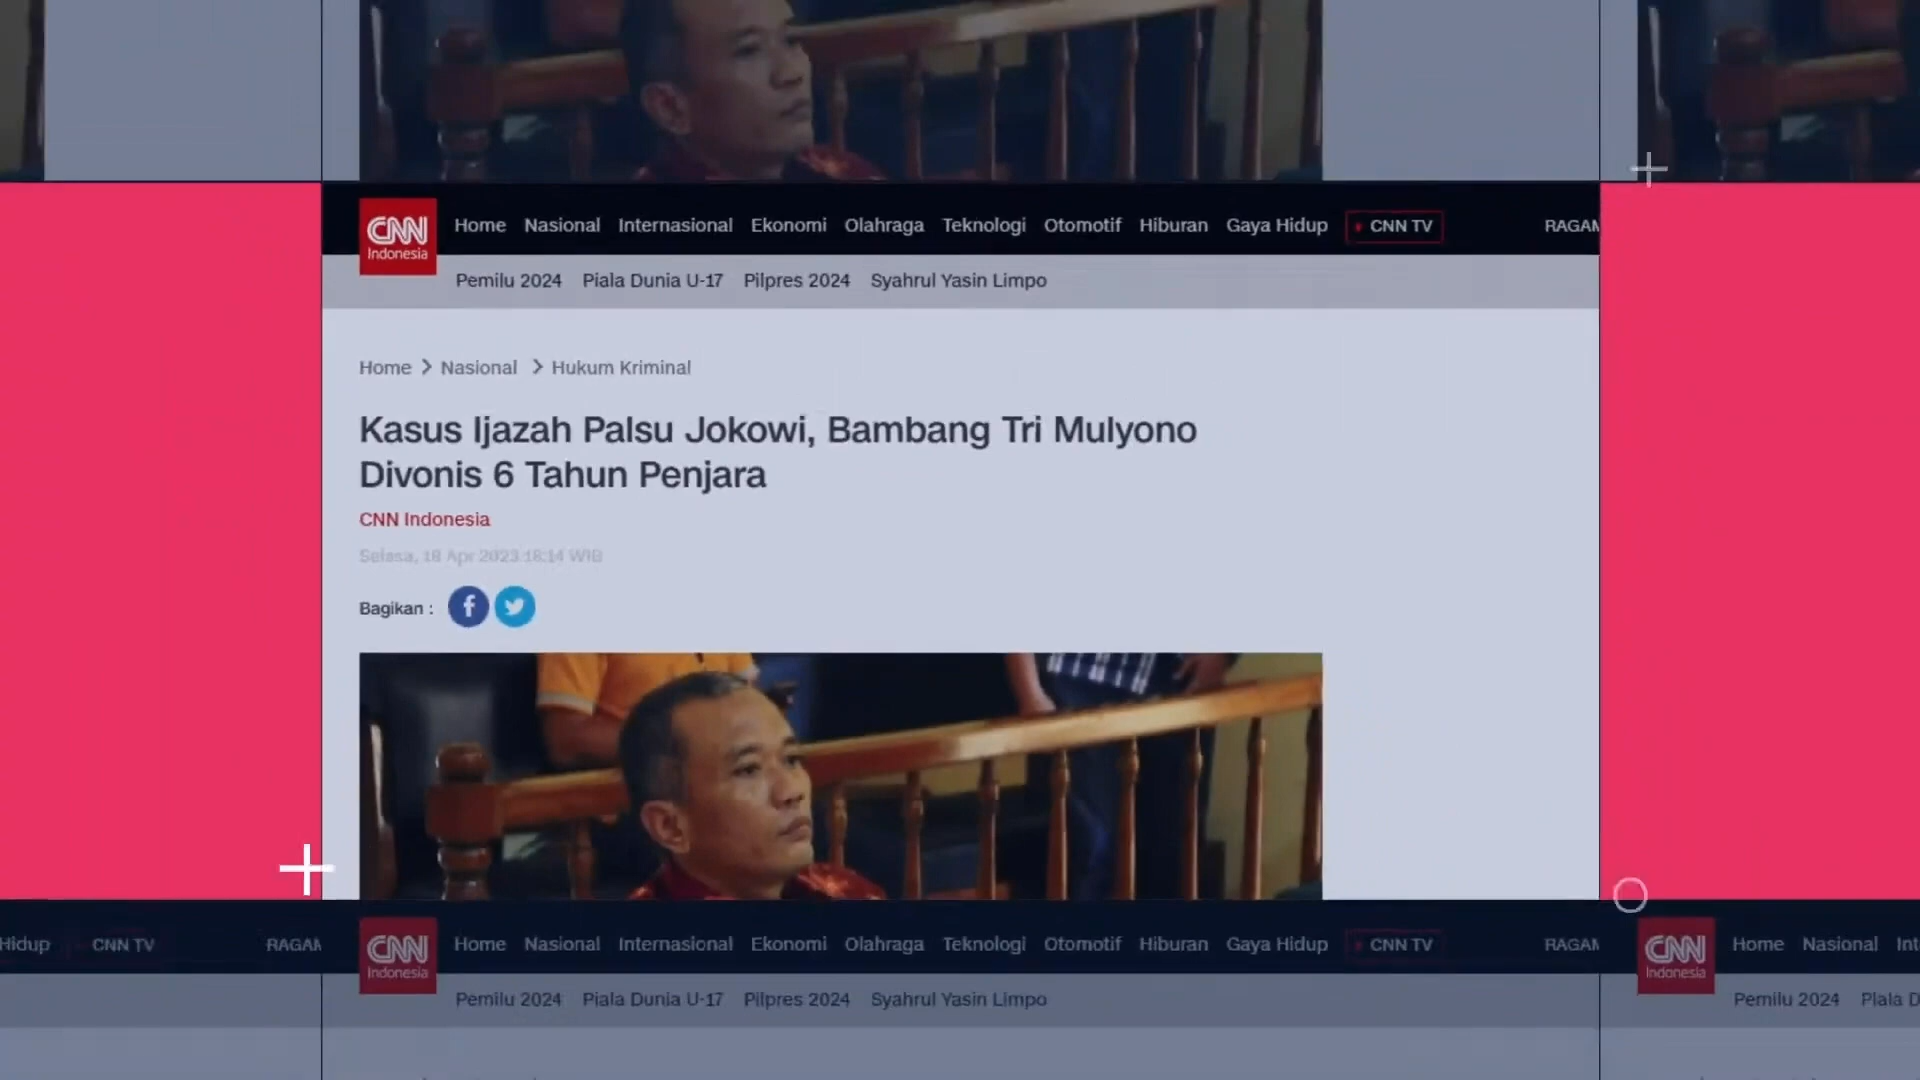 CNN Indonesia
Home Nasional Internasional Ekonomi Olahraga Teknologi Otomotif Hiburan Gaya Hidup CNN TV RAGAM
Pemilu 2024 Piala Dunia U-17 Pilpres 2024 Syahrul Yasin Limpo
Home > Nasional > Hukum Kriminal
Kasus Ijazah Palsu Jokowi, Bambang Tri Mulyono
Divonis 6 Tahun Penjara
CNN Indonesia
Selasa, 18 Apr 2023 18:14 WIB
Bagikan :
Hidup CNN TV RAGAM
CNN Indonesia
Home Nasional Internasional Ekonomi Olahraga Teknologi Otomotif Hiburan Gaya Hidup CNN TV RAGAM
CNN Indonesia
Home Nasional Int
Pemilu 2024 Piala Dunia U-17 Pilpres 2024 Syahrul Yasin Limpo
Pemilu 2024 Piala D